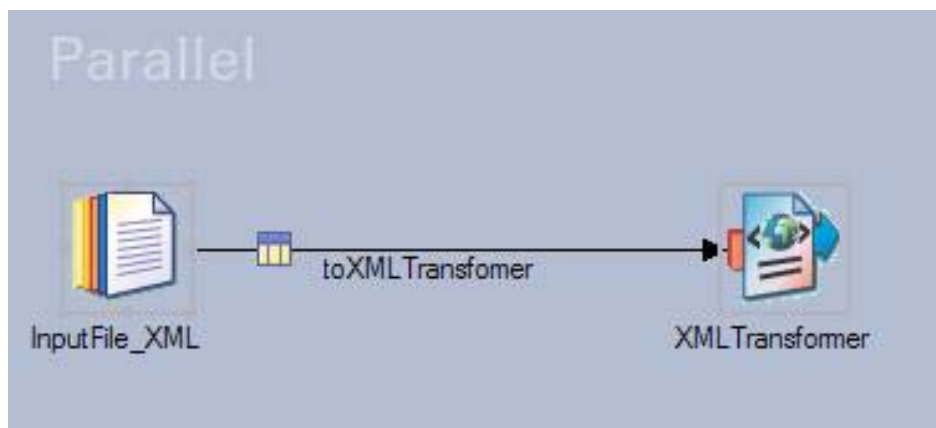 Parallel
toXMLTransfomer
InputFile_XML
XMLTransformer